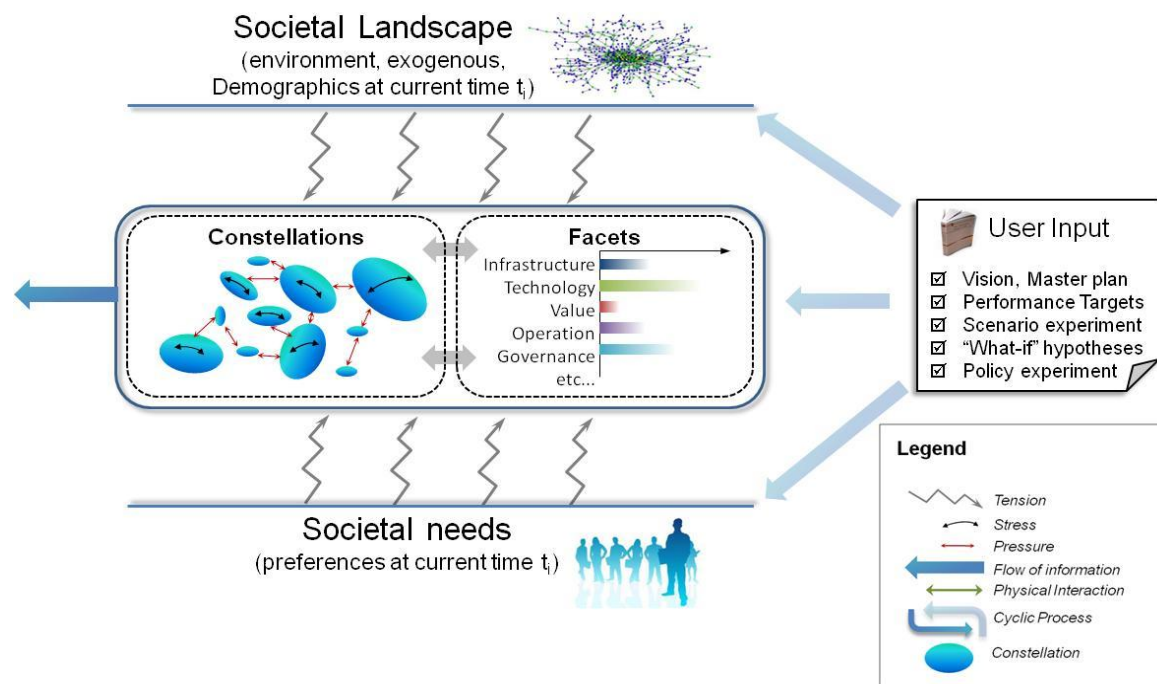 Societal Landscape
(environment, exogenous,
Demographics at current time ti)
Constellations
Facets
Infrastructure
Technology
Value
Operation
Governance
etc...
User Input
Vision, Master plan
Performance Targets
Scenario experiment
“What-if” hypotheses
Policy experiment
Societal needs
(preferences at current time ti)
Legend
Tension
Stress
Pressure
Flow of information
Physical Interaction
Cyclic Process
Constellation